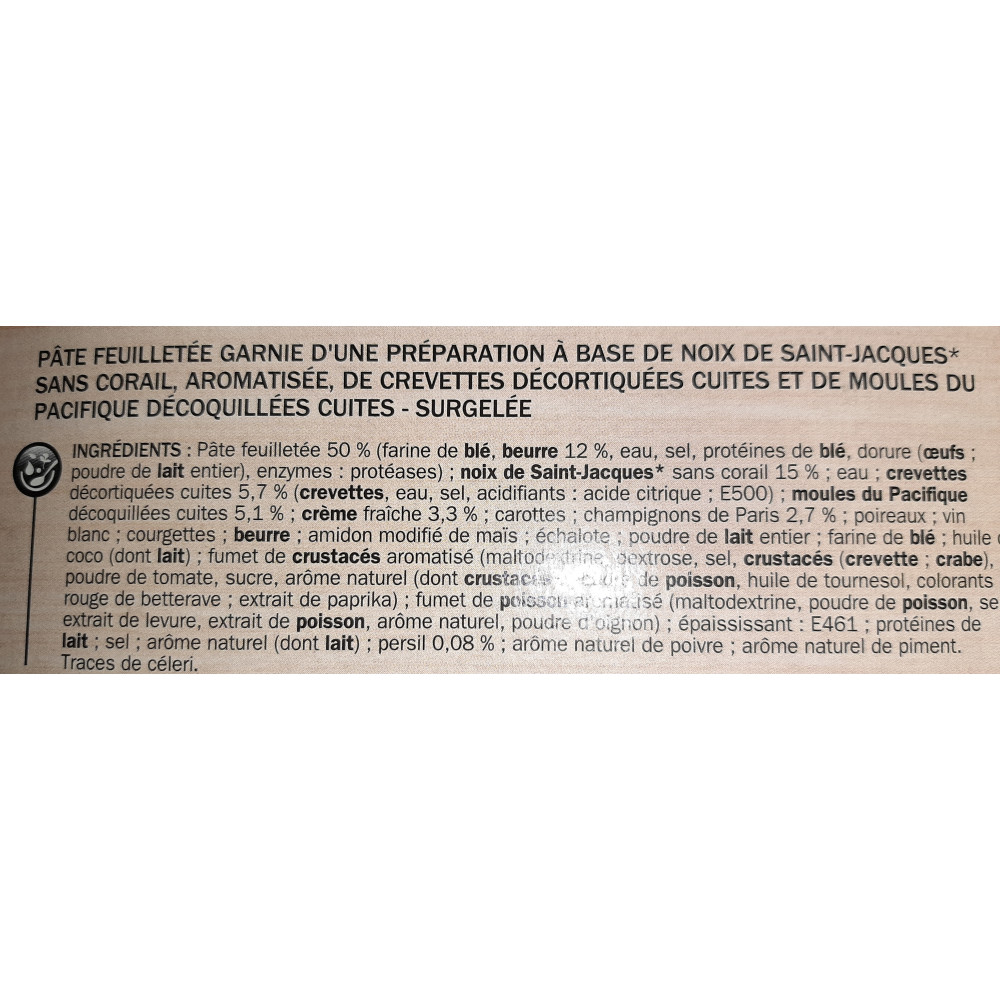 PÂTE FEUILLETÉE GARNIE D'UNE PRÉPARATION À BASE DE NOIX DE SAINT-JACQUES*
SANS CORAIL, AROMATISÉE, DE CREVETTES DÉCORTIQUÉES CUITES ET DE MOULES DU
PACIFIQUE DÉCOQUILLÉES CUITES - SURGELÉE
INGRÉDIENTS : Pâte feuilletée 50 % (farine de blé, beurre 12 %, eau, sel, protéines de blé, dorure (œufs ;
poudre de lait entier), enzymes : protéases) ; noix de Saint-Jacques* sans corail 15 % ; eau ; crevettes
décortiquées cuites 5,7 % (crevettes, eau, sel, acidifiants : acide citrique ; E500) ; moules du Pacifique
décoquillées cuites 5,1 % ; crème fraîche 3,3 % ; carottes ; champignons de Paris 2,7 % ; poireaux ; vin
blanc ; courgettes ; beurre ; amidon modifié de maïs ; échalote ; poudre de lait entier ; farine de blé ; huile
coco (dont lait) ; fumet de crustacés aromatisé (maltodextrine, dextrose, sel, crustacés (crevette ; crabe),
poudre de tomate, sucre, arôme naturel (dont crustacés de poisson, huile de tournesol, colorants
rouge de betterave ; extrait de paprika) ; fumet de poisson aromatisé (maltodextrine, poudre de poisson,
extrait de levure, extrait de poisson, arôme naturel, poudre d'oignon) ; épaississant : E461 ; protéines de
lait ; sel ; arôme naturel (dont lait) ; persil 0,08 % ; arôme naturel de poivre ; arôme naturel de piment.
Traces de céleri.